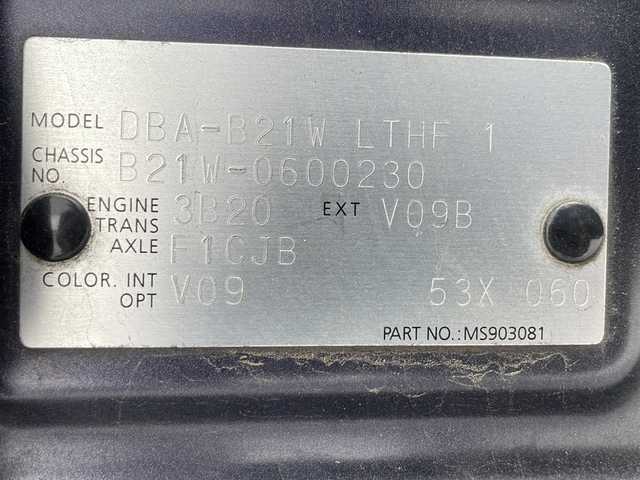 MODEL DBA-B21W LTHF 1
CHASSIS NO. B21W-0600230
ENGINE 3B20 EXT V09B
TRANS AXLE F1CJB
COLOR. INT V09 53X 060
OPT
PART NO.:MS903081